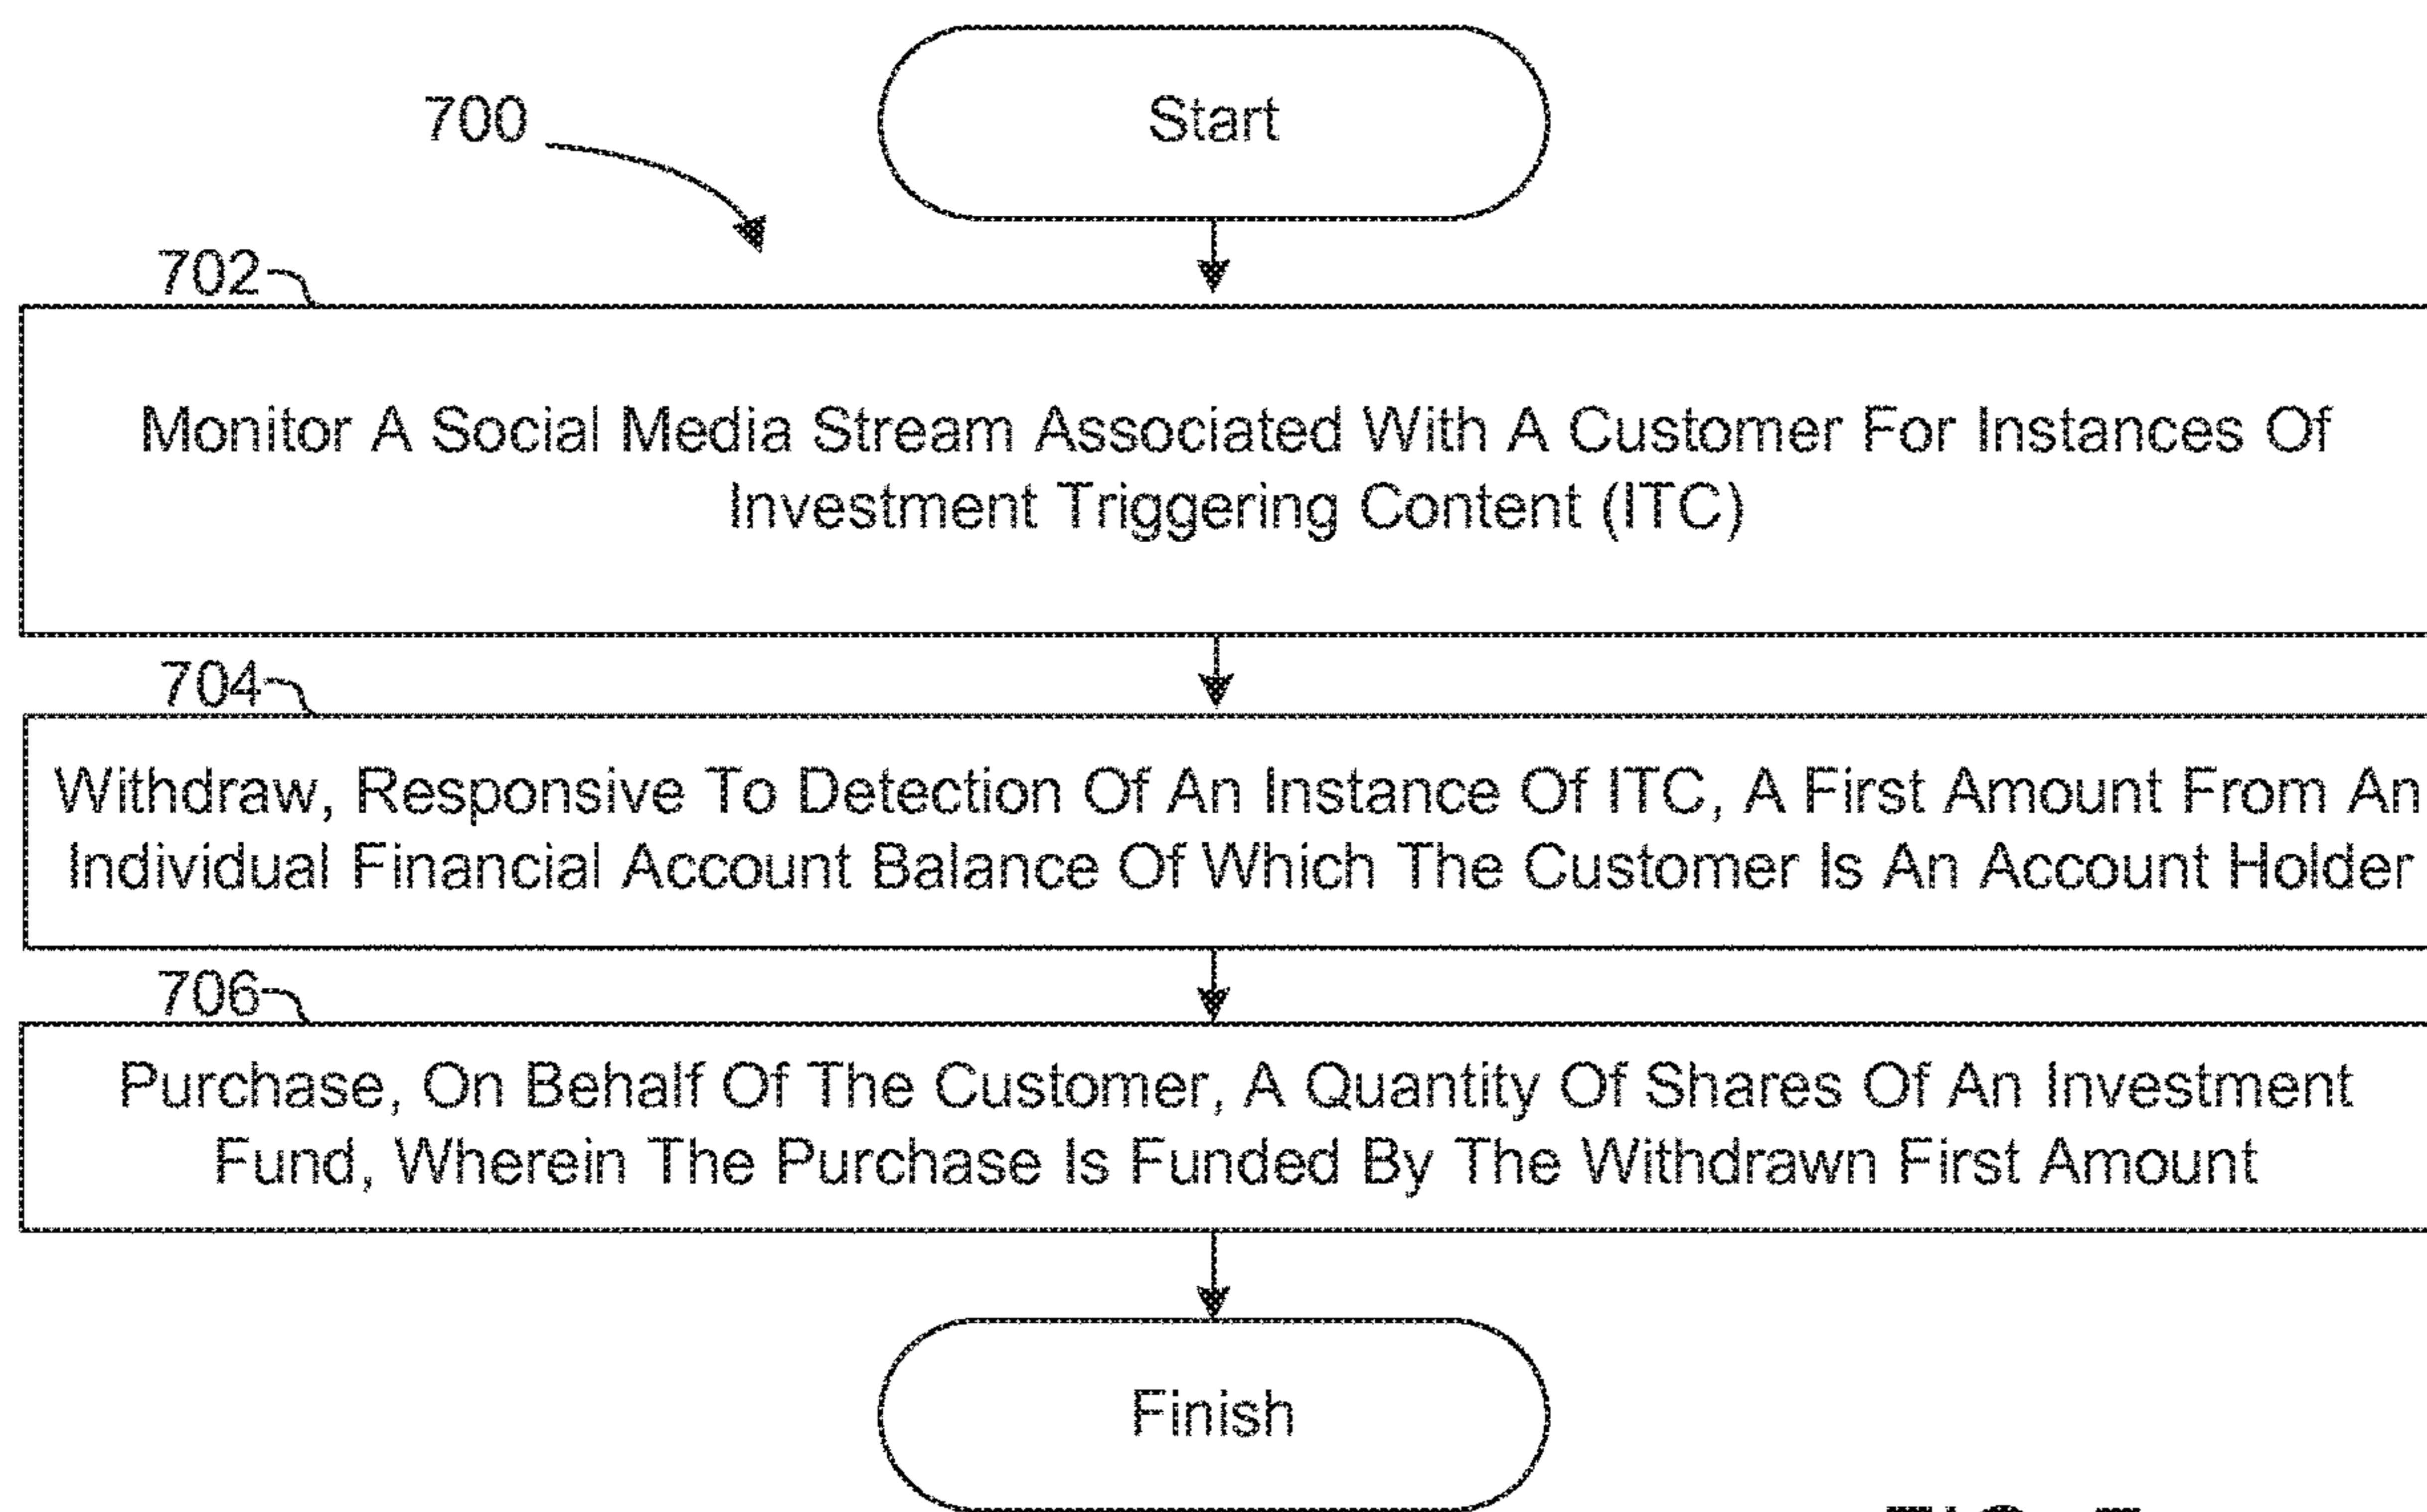 Start
700
702
Monitor A Social Media Stream Associated With A Customer For Instances Of
Investment Triggering Content (ITC)
704
Withdraw, Responsive To Detection Of An Instance Of ITC, A First Amount From An
Individual Financial Account Balance Of Which The Customer Is An Account Holder
706
Purchase, On Behalf Of The Customer, A Quantity Of Shares Of An Investment
Fund, Wherein The Purchase Is Funded By The Withdrawn First Amount
Finish